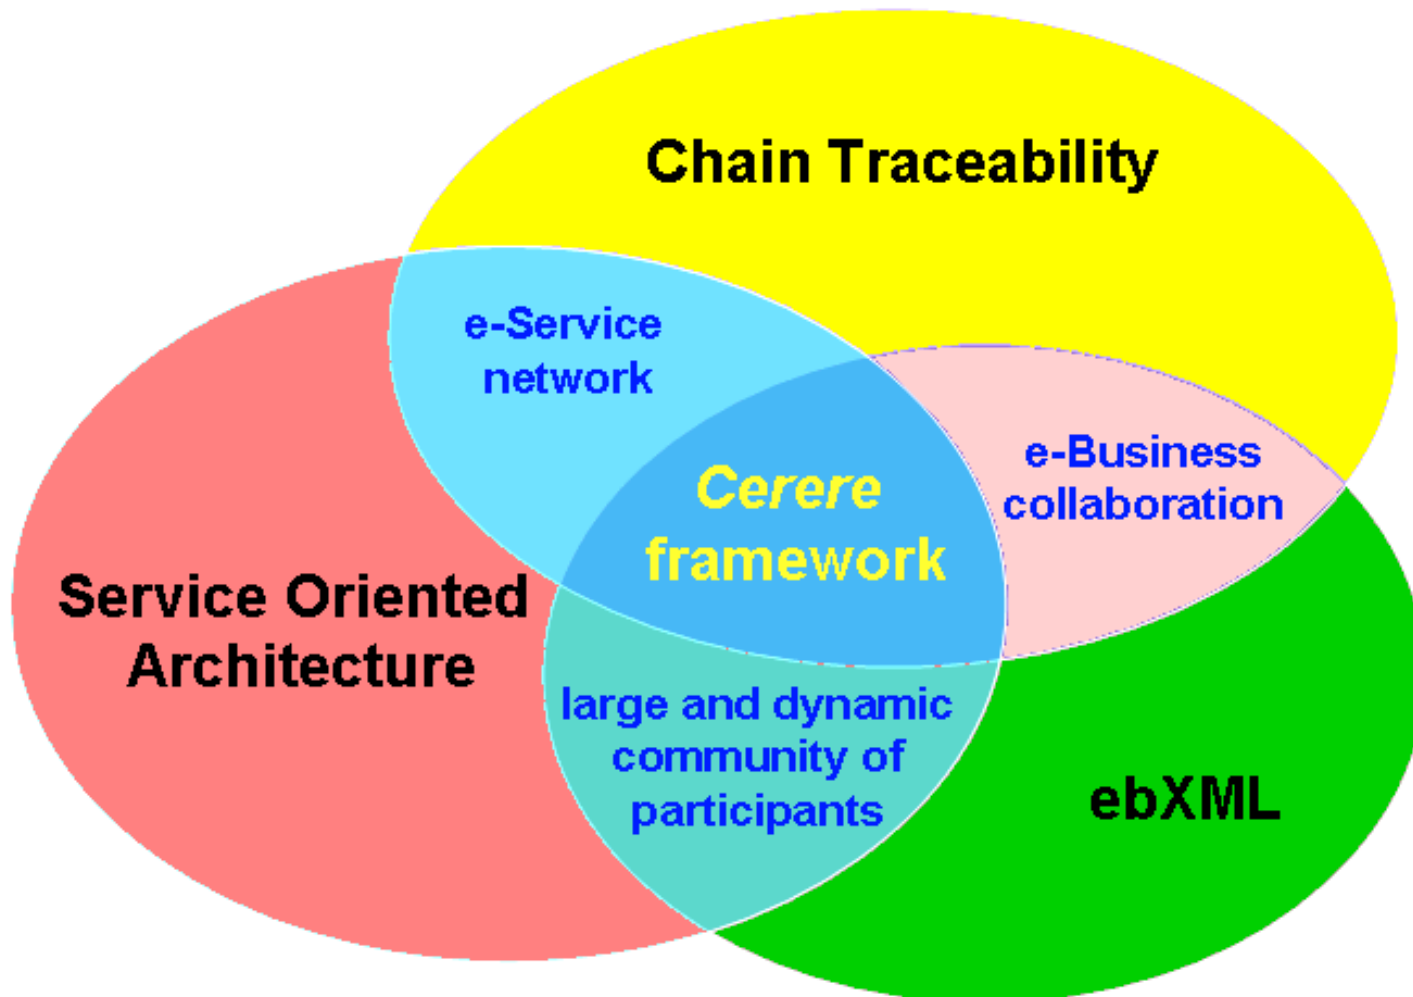 Chain Traceability
e-Service
network
e-Business
collaboration
Cerere
framework
Service Oriented
Architecture
large and dynamic
community of
participants
ebXML